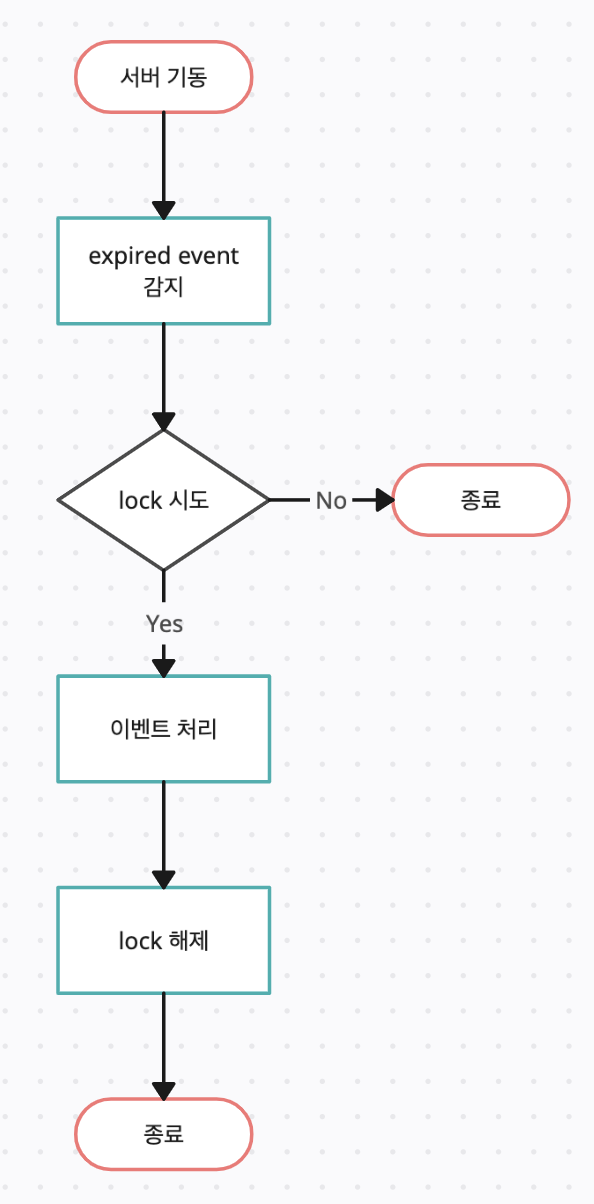 서버 기동
expired event
감지
lock 시도
No
종료
Yes
이벤트 처리
lock 해제
종료